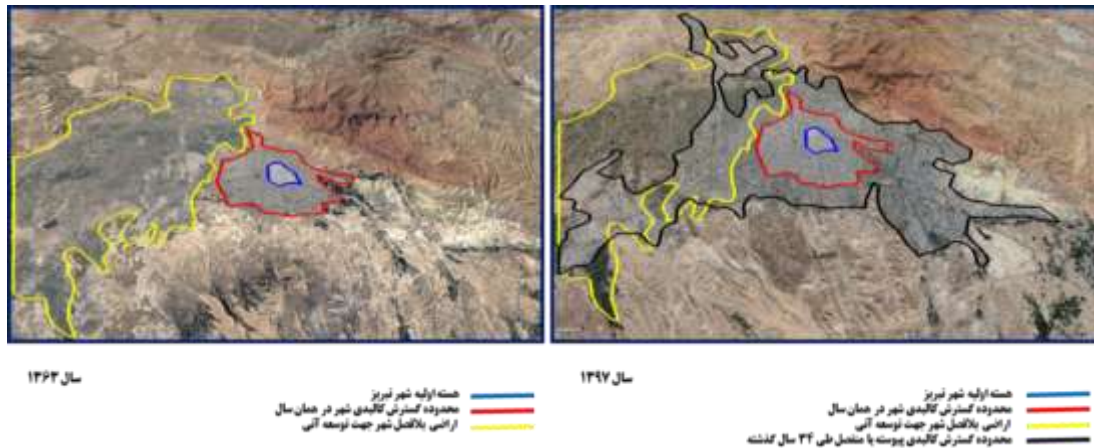 سال ۱۳۶۳
هسته اولیه شهر تبریز
محدوده گسترش کالبدی شهر در همان سال
اراضی بلافصل شهر جهت توسعه آتی
سال ۱۳۹۷
هسته اولیه شهر تبریز
محدوده گسترش کالبدی شهر در همان سال
اراضی بلافصل شهر جهت توسعه آتی
محدوده گسترش کالبدی پیوسته یا منفصل طی ۳۴ سال گذشته